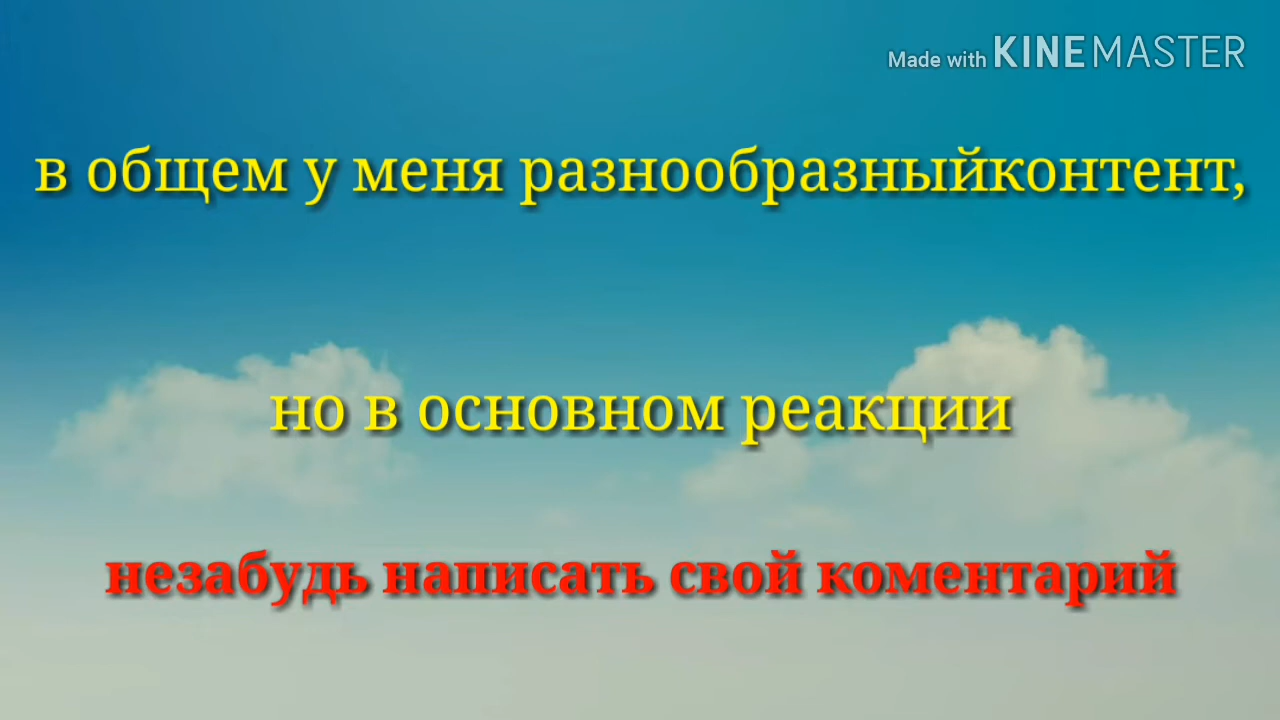 Made with KINEMASTER
в общем у меня разнообразныйконтент,
но в основном реакции
незабудь написать свой коментарий